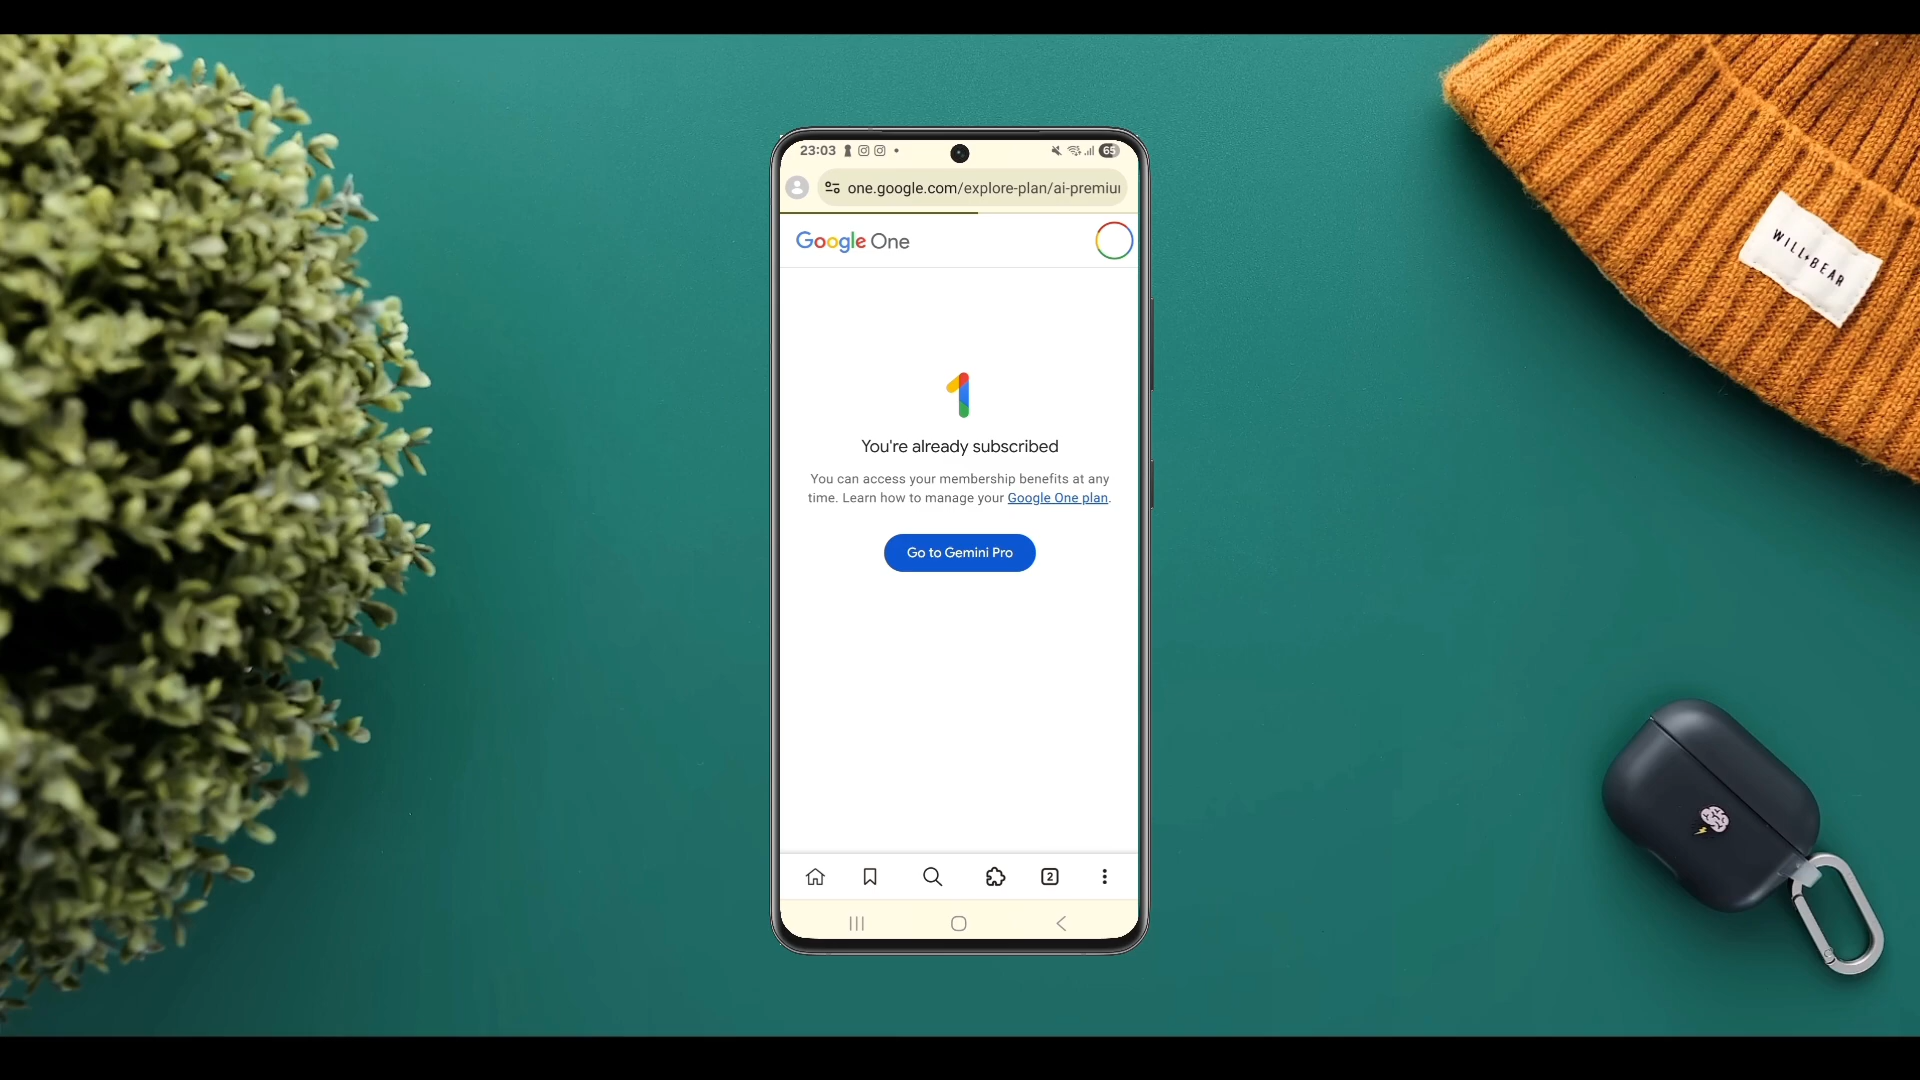 23:03
65
one.google.com/explore-plan/ai-premiu
Google One
You're already subscribed
You can access your membership benefits at any
time. Learn how to manage your Google One plan.
Go to Gemini Pro
2
WILL+BEAR